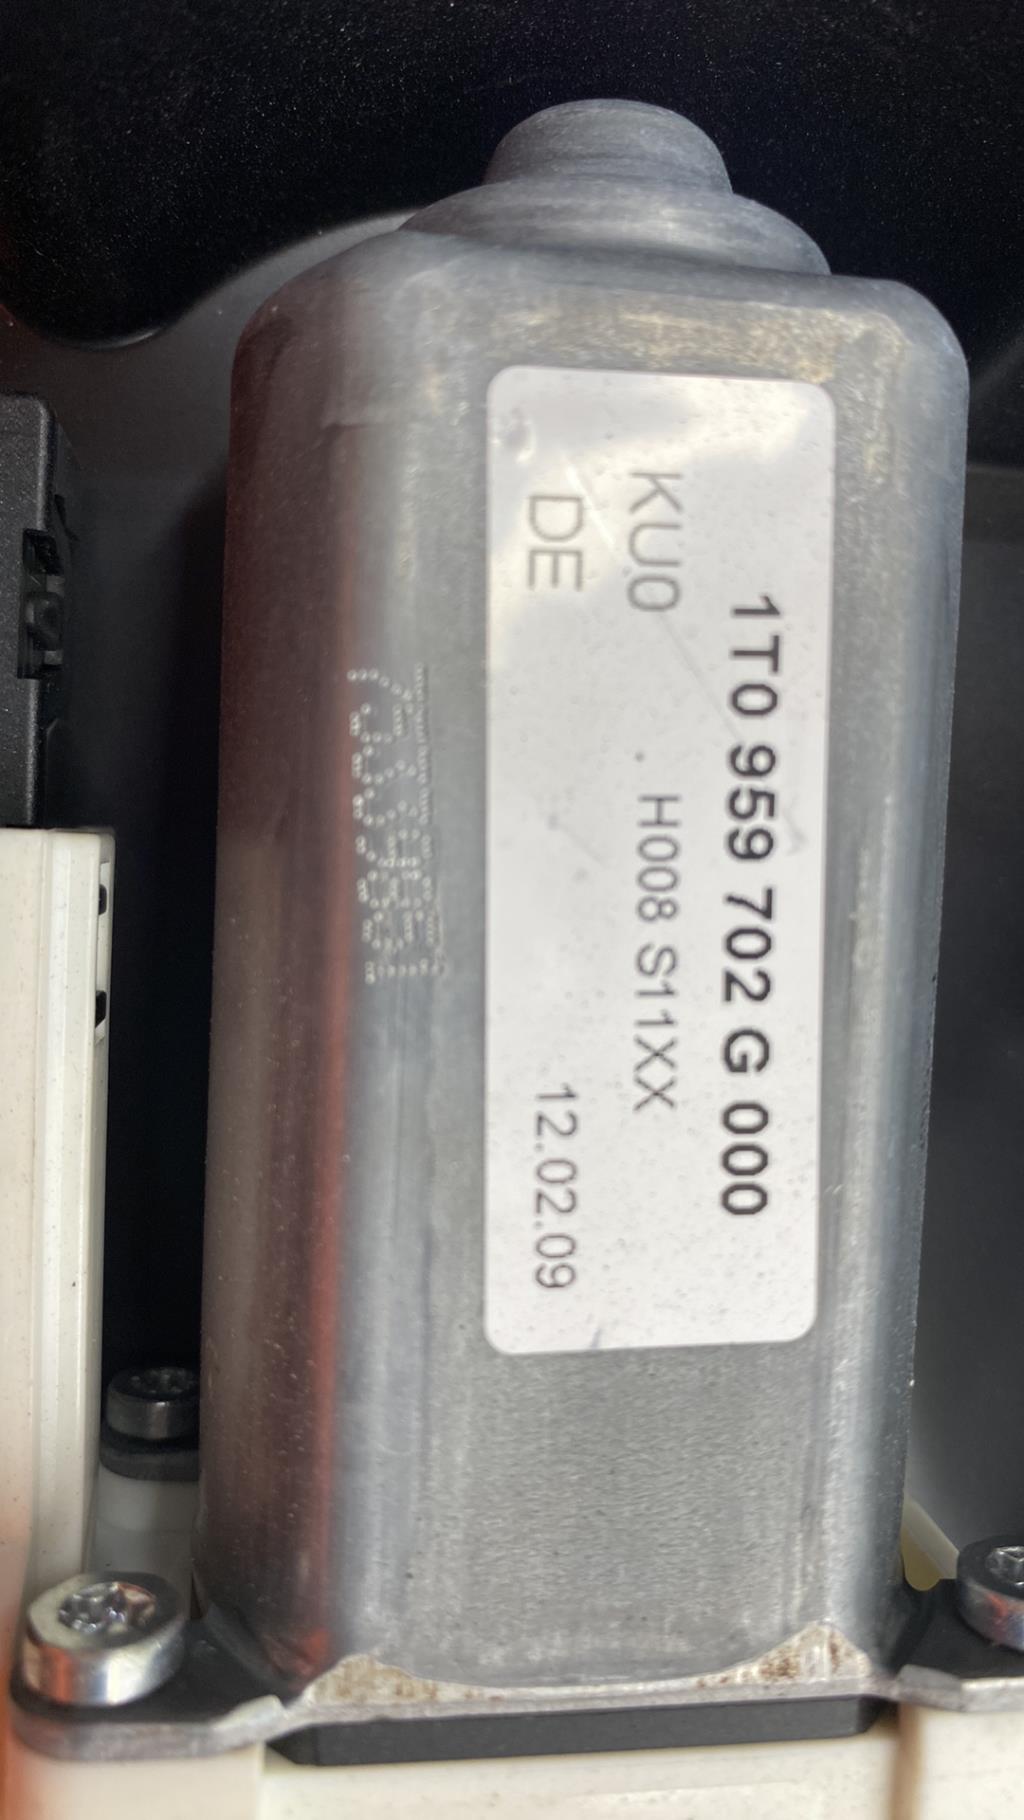 1T0 959 702 G 000
KU0 H008 S11XX
DE 12.02.09